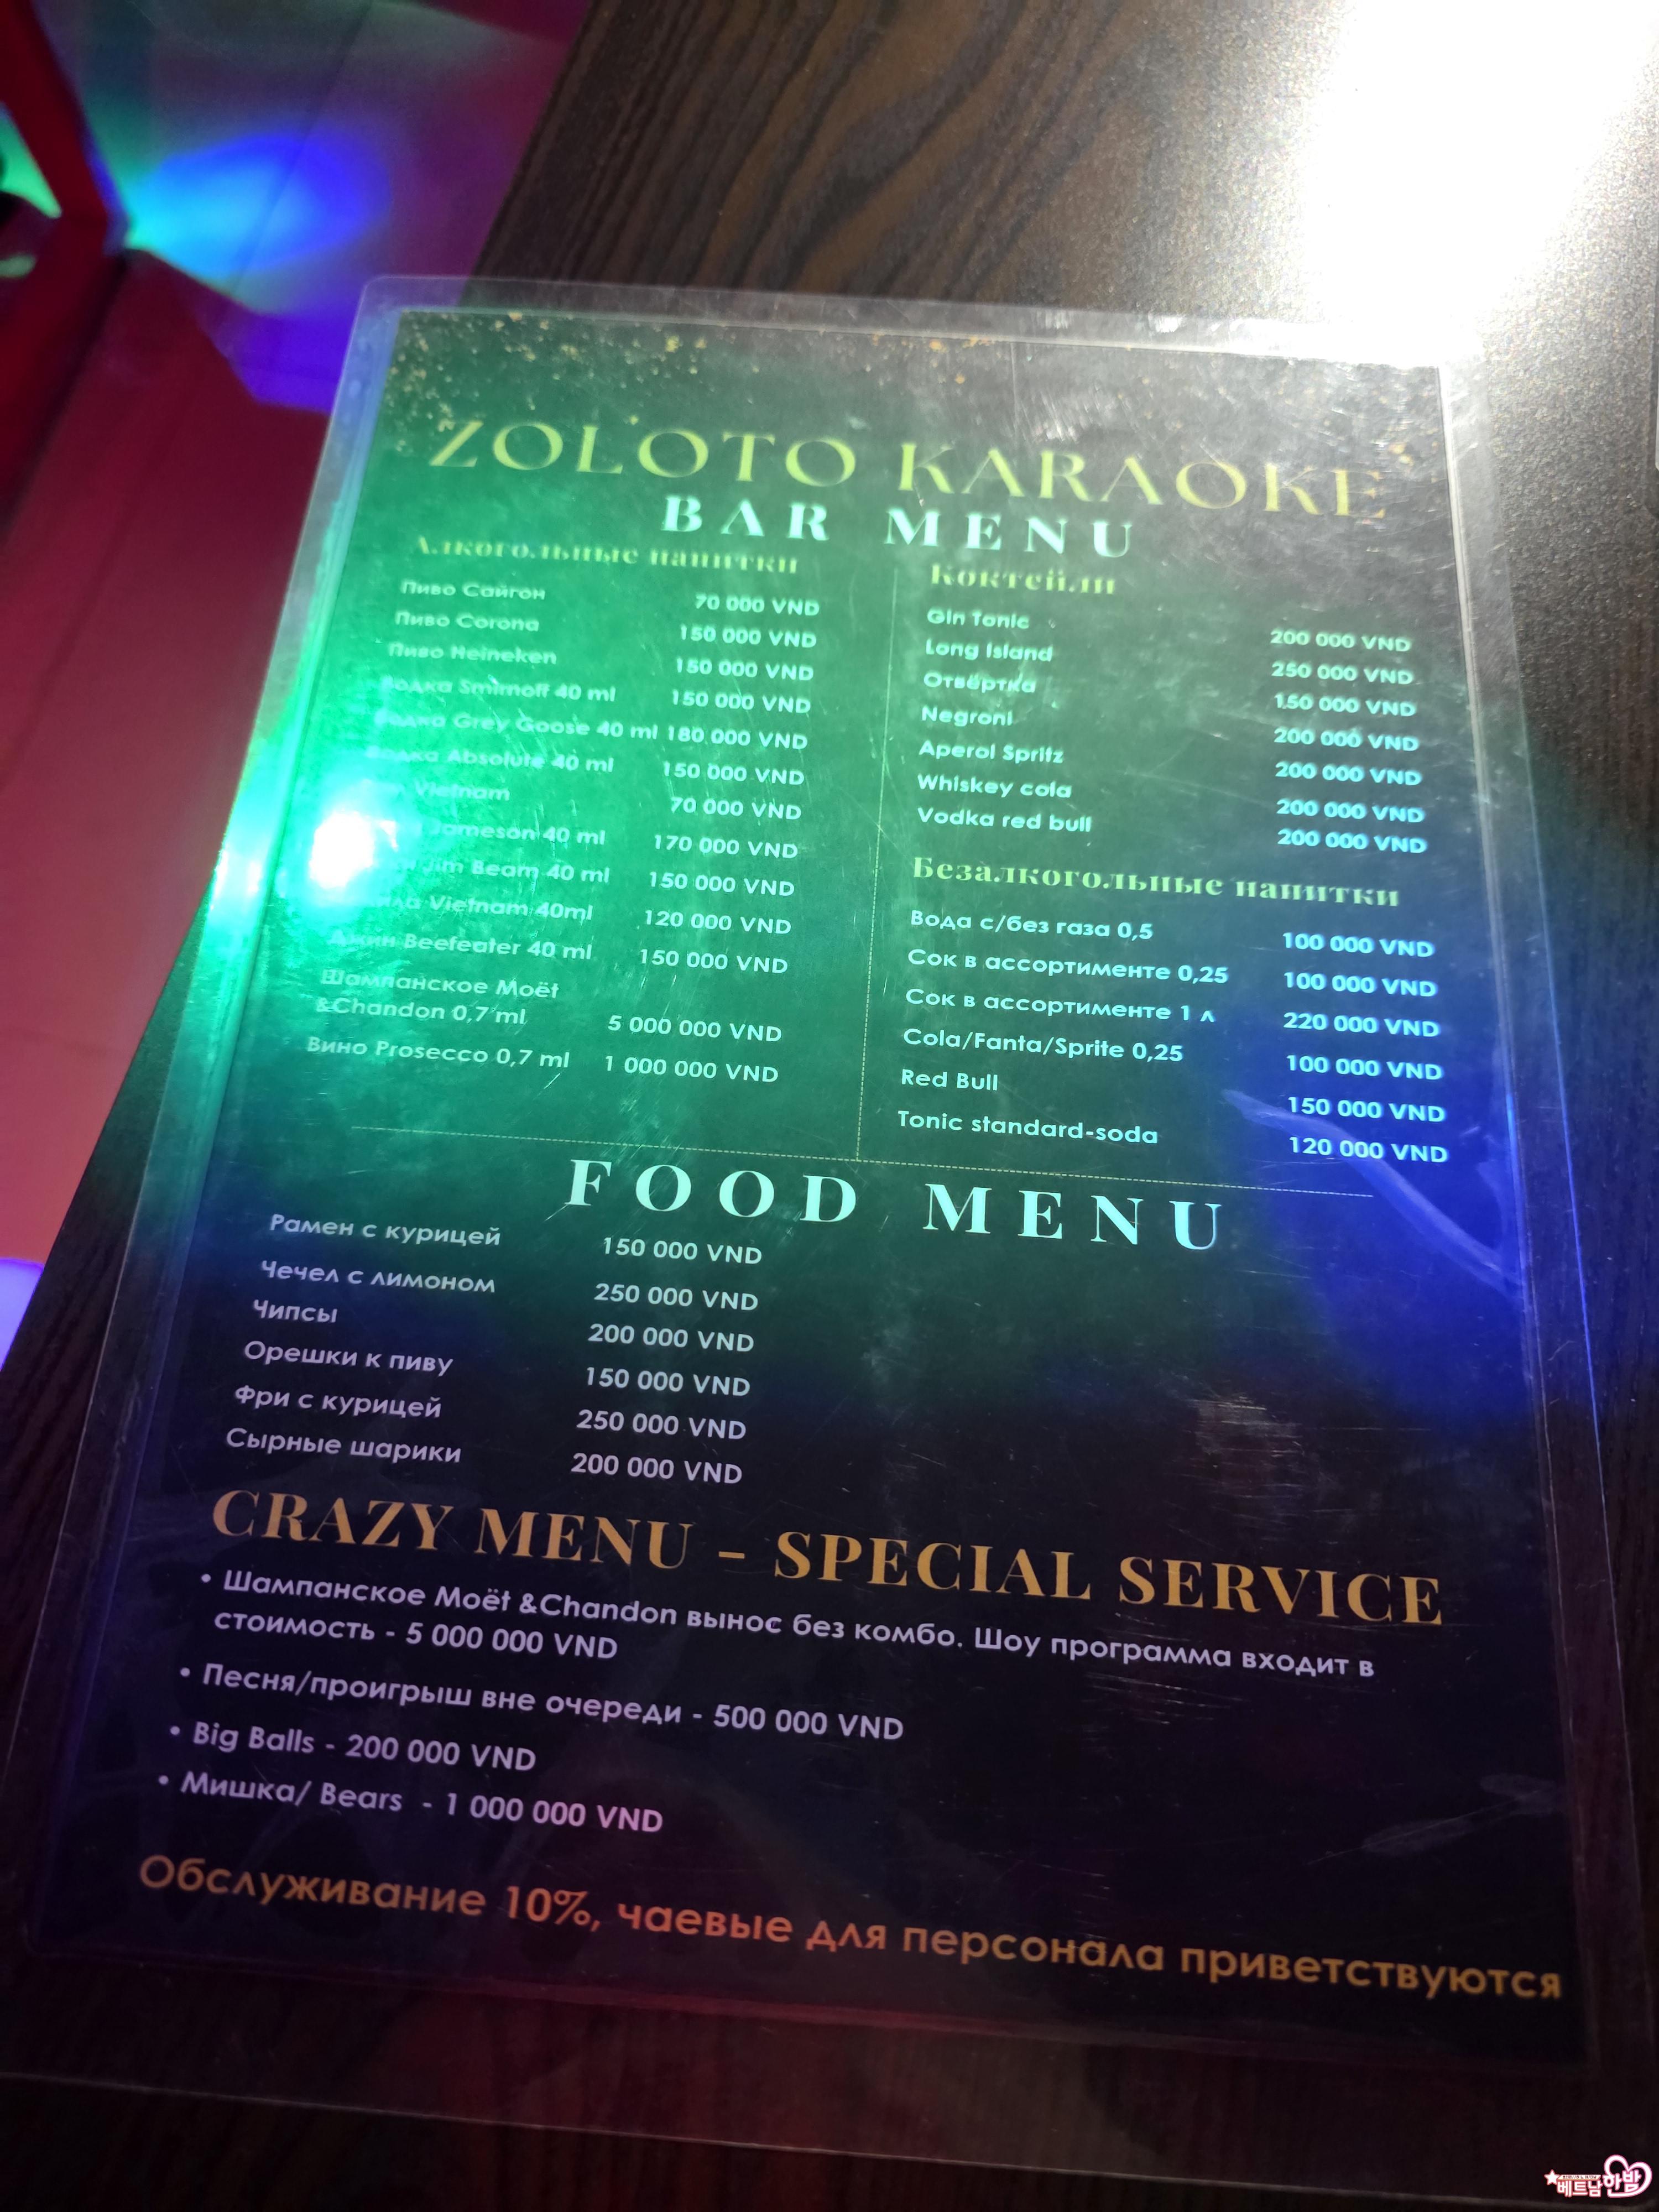 ZOLOTO KARAOKE
BAR MENU
Алкогольные напитки
Пиво Сайгон 70 000 VND
Пиво Corona 150 000 VND
Пиво Heineken 150 000 VND
Водка Smirnoff 40 ml 150 000 VND
Водка Grey Goose 40 ml 180 000 VND
Водка Absolute 40 ml 150 000 VND
Vietnam 70 000 VND
Jameson 40 ml 170 000 VND
Jim Beam 40 ml 150 000 VND
Vietnam 40ml 120 000 VND
Джин Beefeater 40 ml 150 000 VND
Шампанское Moët
&Chandon 0,7 ml 5 000 000 VND
Вино Prosecco 0,7 ml 1 000 000 VND
Коктейли
Gin Tonic 200 000 VND
Long Island 250 000 VND
Отвёртка 150 000 VND
Negroni 200 000 VND
Aperol Spritz 200 000 VND
Whiskey cola 200 000 VND
Vodka red bull 200 000 VND
Безалкогольные напитки
Вода с/без газа 0,5 100 000 VND
Сок в ассортименте 0,25 100 000 VND
Сок в ассортименте 1 л 220 000 VND
Cola/Fanta/Sprite 0,25 100 000 VND
Red Bull 150 000 VND
Tonic standard-soda 120 000 VND
FOOD MENU
Рамен с курицей 150 000 VND
Чечел с лимоном 250 000 VND
Чипсы 200 000 VND
Орешки к пиву 150 000 VND
Фри с курицей 250 000 VND
Сырные шарики 200 000 VND
CRAZY MENU - SPECIAL SERVICE
• Шампанское Moët &Chandon вынос без комбо. Шоу программа входит в
стоимость - 5 000 000 VND
• Песня/проигрыш вне очереди - 500 000 VND
• Big Balls - 200 000 VND
• Мишка/ Bears - 1 000 000 VND
Обслуживание 10%, чаевые для персонала приветствуются
베트남하밤